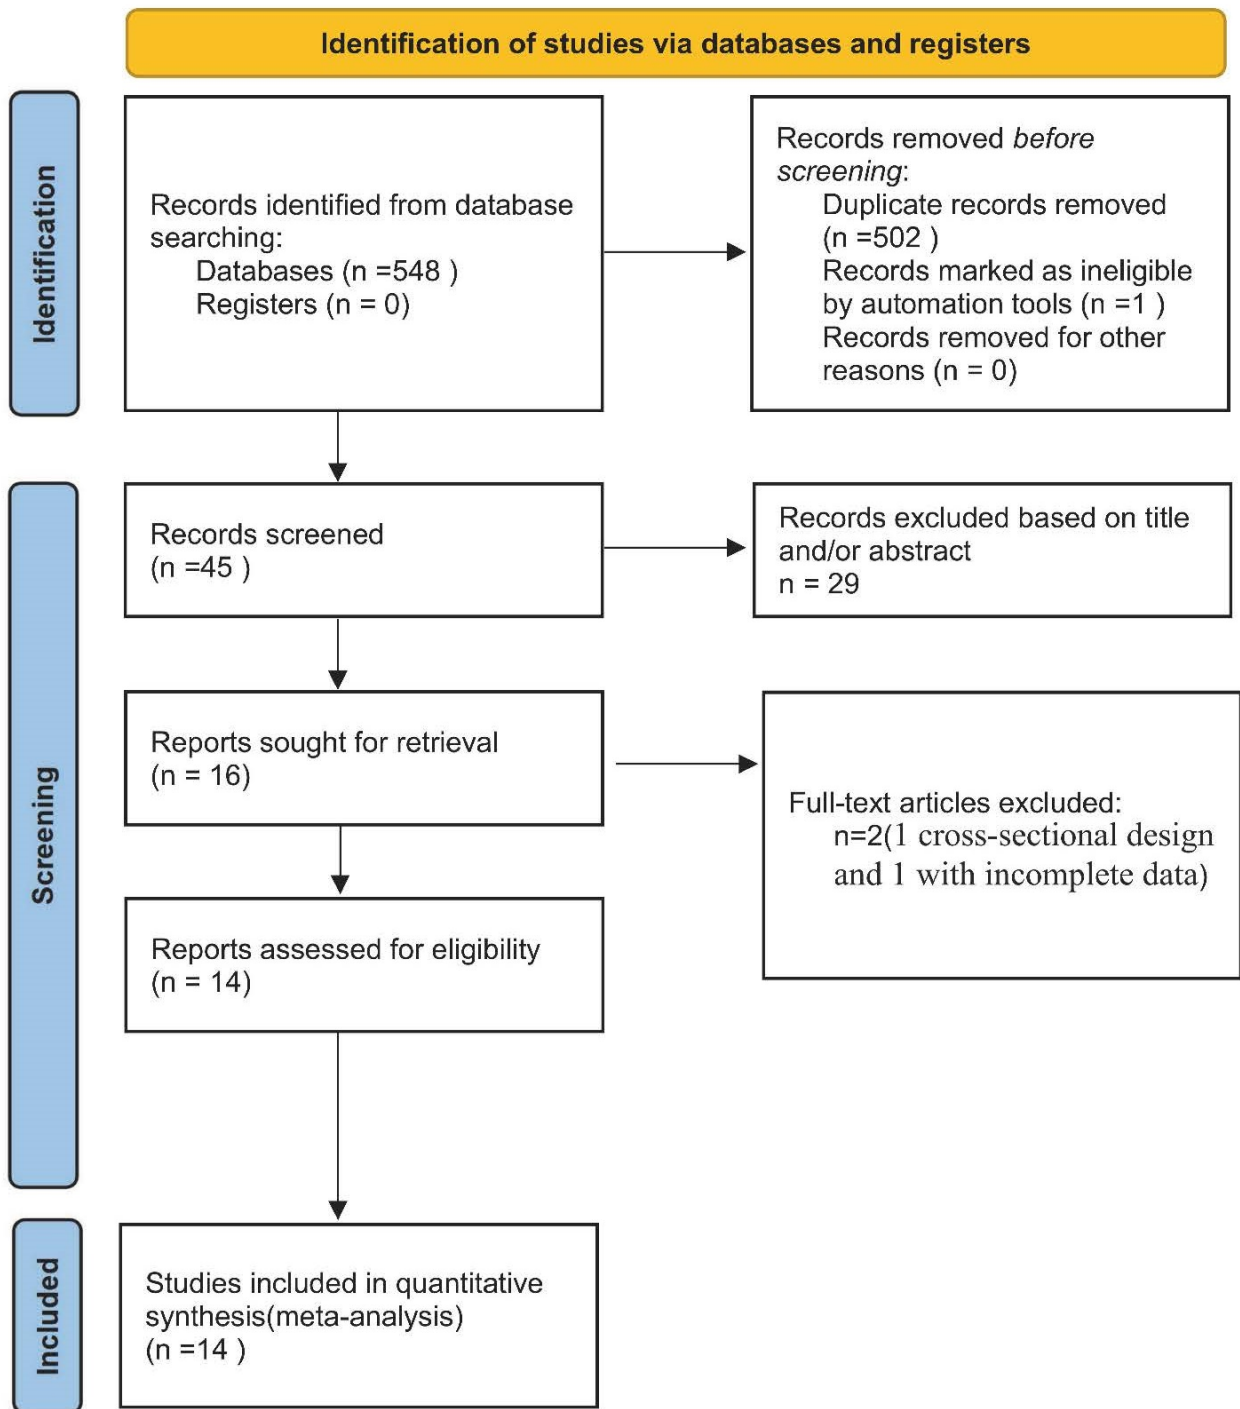 Identification of studies via databases and registers
Identification
Records identified from database
searching:
Databases (n =548 )
Registers (n = 0)
Records removed before
screening:
Duplicate records removed
(n =502 )
Records marked as ineligible
by automation tools (n =1 )
Records removed for other
reasons (n = 0)
Screening
Records screened
(n =45 )
Records excluded based on title
and/or abstract
n = 29
Reports sought for retrieval
(n = 16)
Full-text articles excluded:
n=2(1 cross-sectional design
and 1 with incomplete data)
Reports assessed for eligibility
(n = 14)
Included
Studies included in quantitative
synthesis(meta-analysis)
(n =14 )